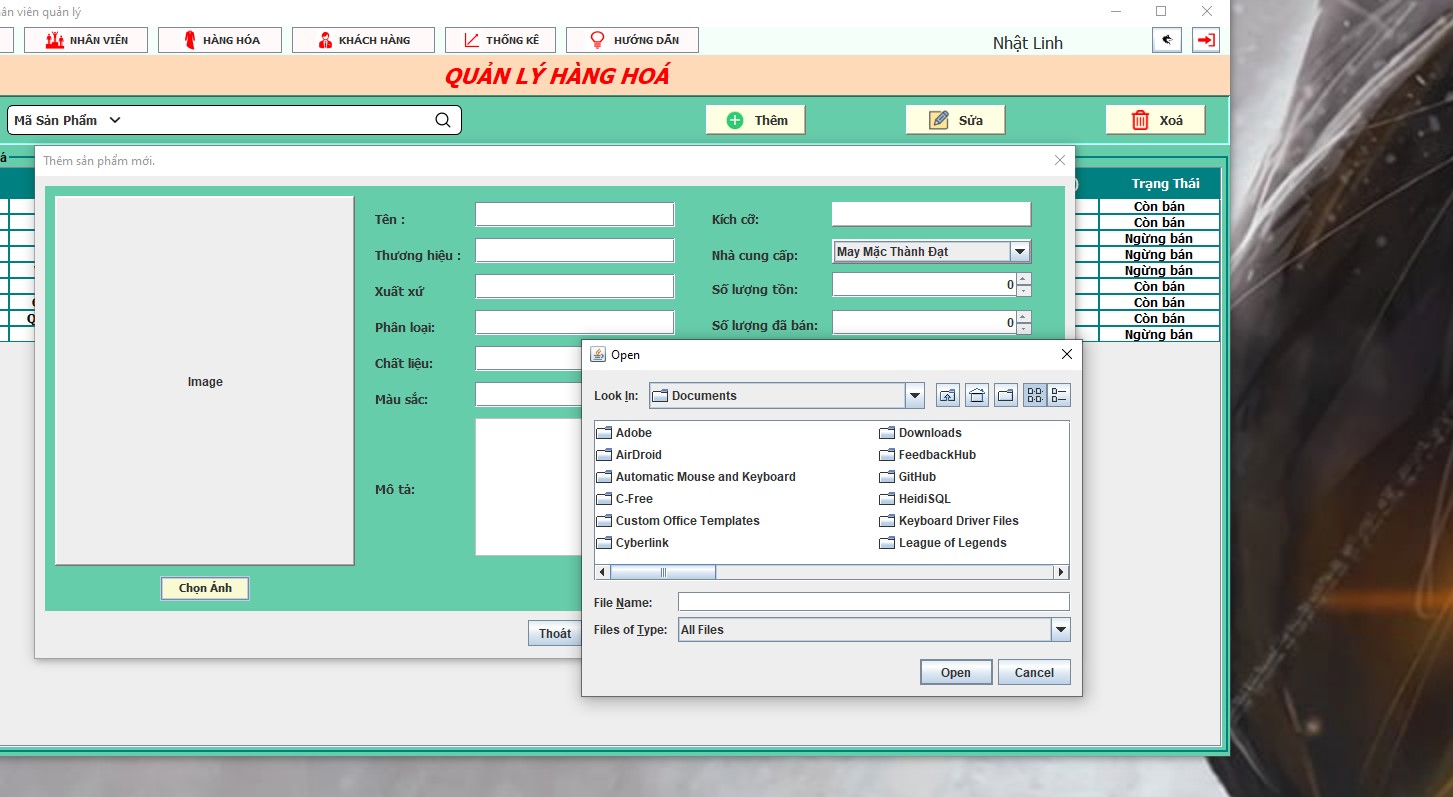 ân viên quản lý
NHÂN VIÊN
HÀNG HÓA
KHÁCH HÀNG
THỐNG KÊ
HƯỚNG DẪN
Nhật Linh
QUẢN LÝ HÀNG HOÁ
Mã Sản Phẩm
Thêm
Sửa
Xoá
á
Thêm sản phẩm mới.
)
Trạng Thái
Còn bán
Còn bán
Ngừng bán
Ngừng bán
Ngừng bán
Còn bán
Còn bán
Còn bán
Ngừng bán
Image
Chọn Ảnh
Tên :
Thương hiệu :
Xuất xứ
Phân loại:
Chất liệu:
Màu sắc:
Mô tả:
Kích cỡ:
Nhà cung cấp: May Mặc Thành Đạt
Số lượng tồn: 0
Số lượng đã bán: 0
Thoát
Open
Look In: Documents
Adobe
AirDroid
Automatic Mouse and Keyboard
C-Free
Custom Office Templates
Cyberlink
Downloads
FeedbackHub
GitHub
HeidiSQL
Keyboard Driver Files
League of Legends
File Name:
Files of Type: All Files
Open
Cancel